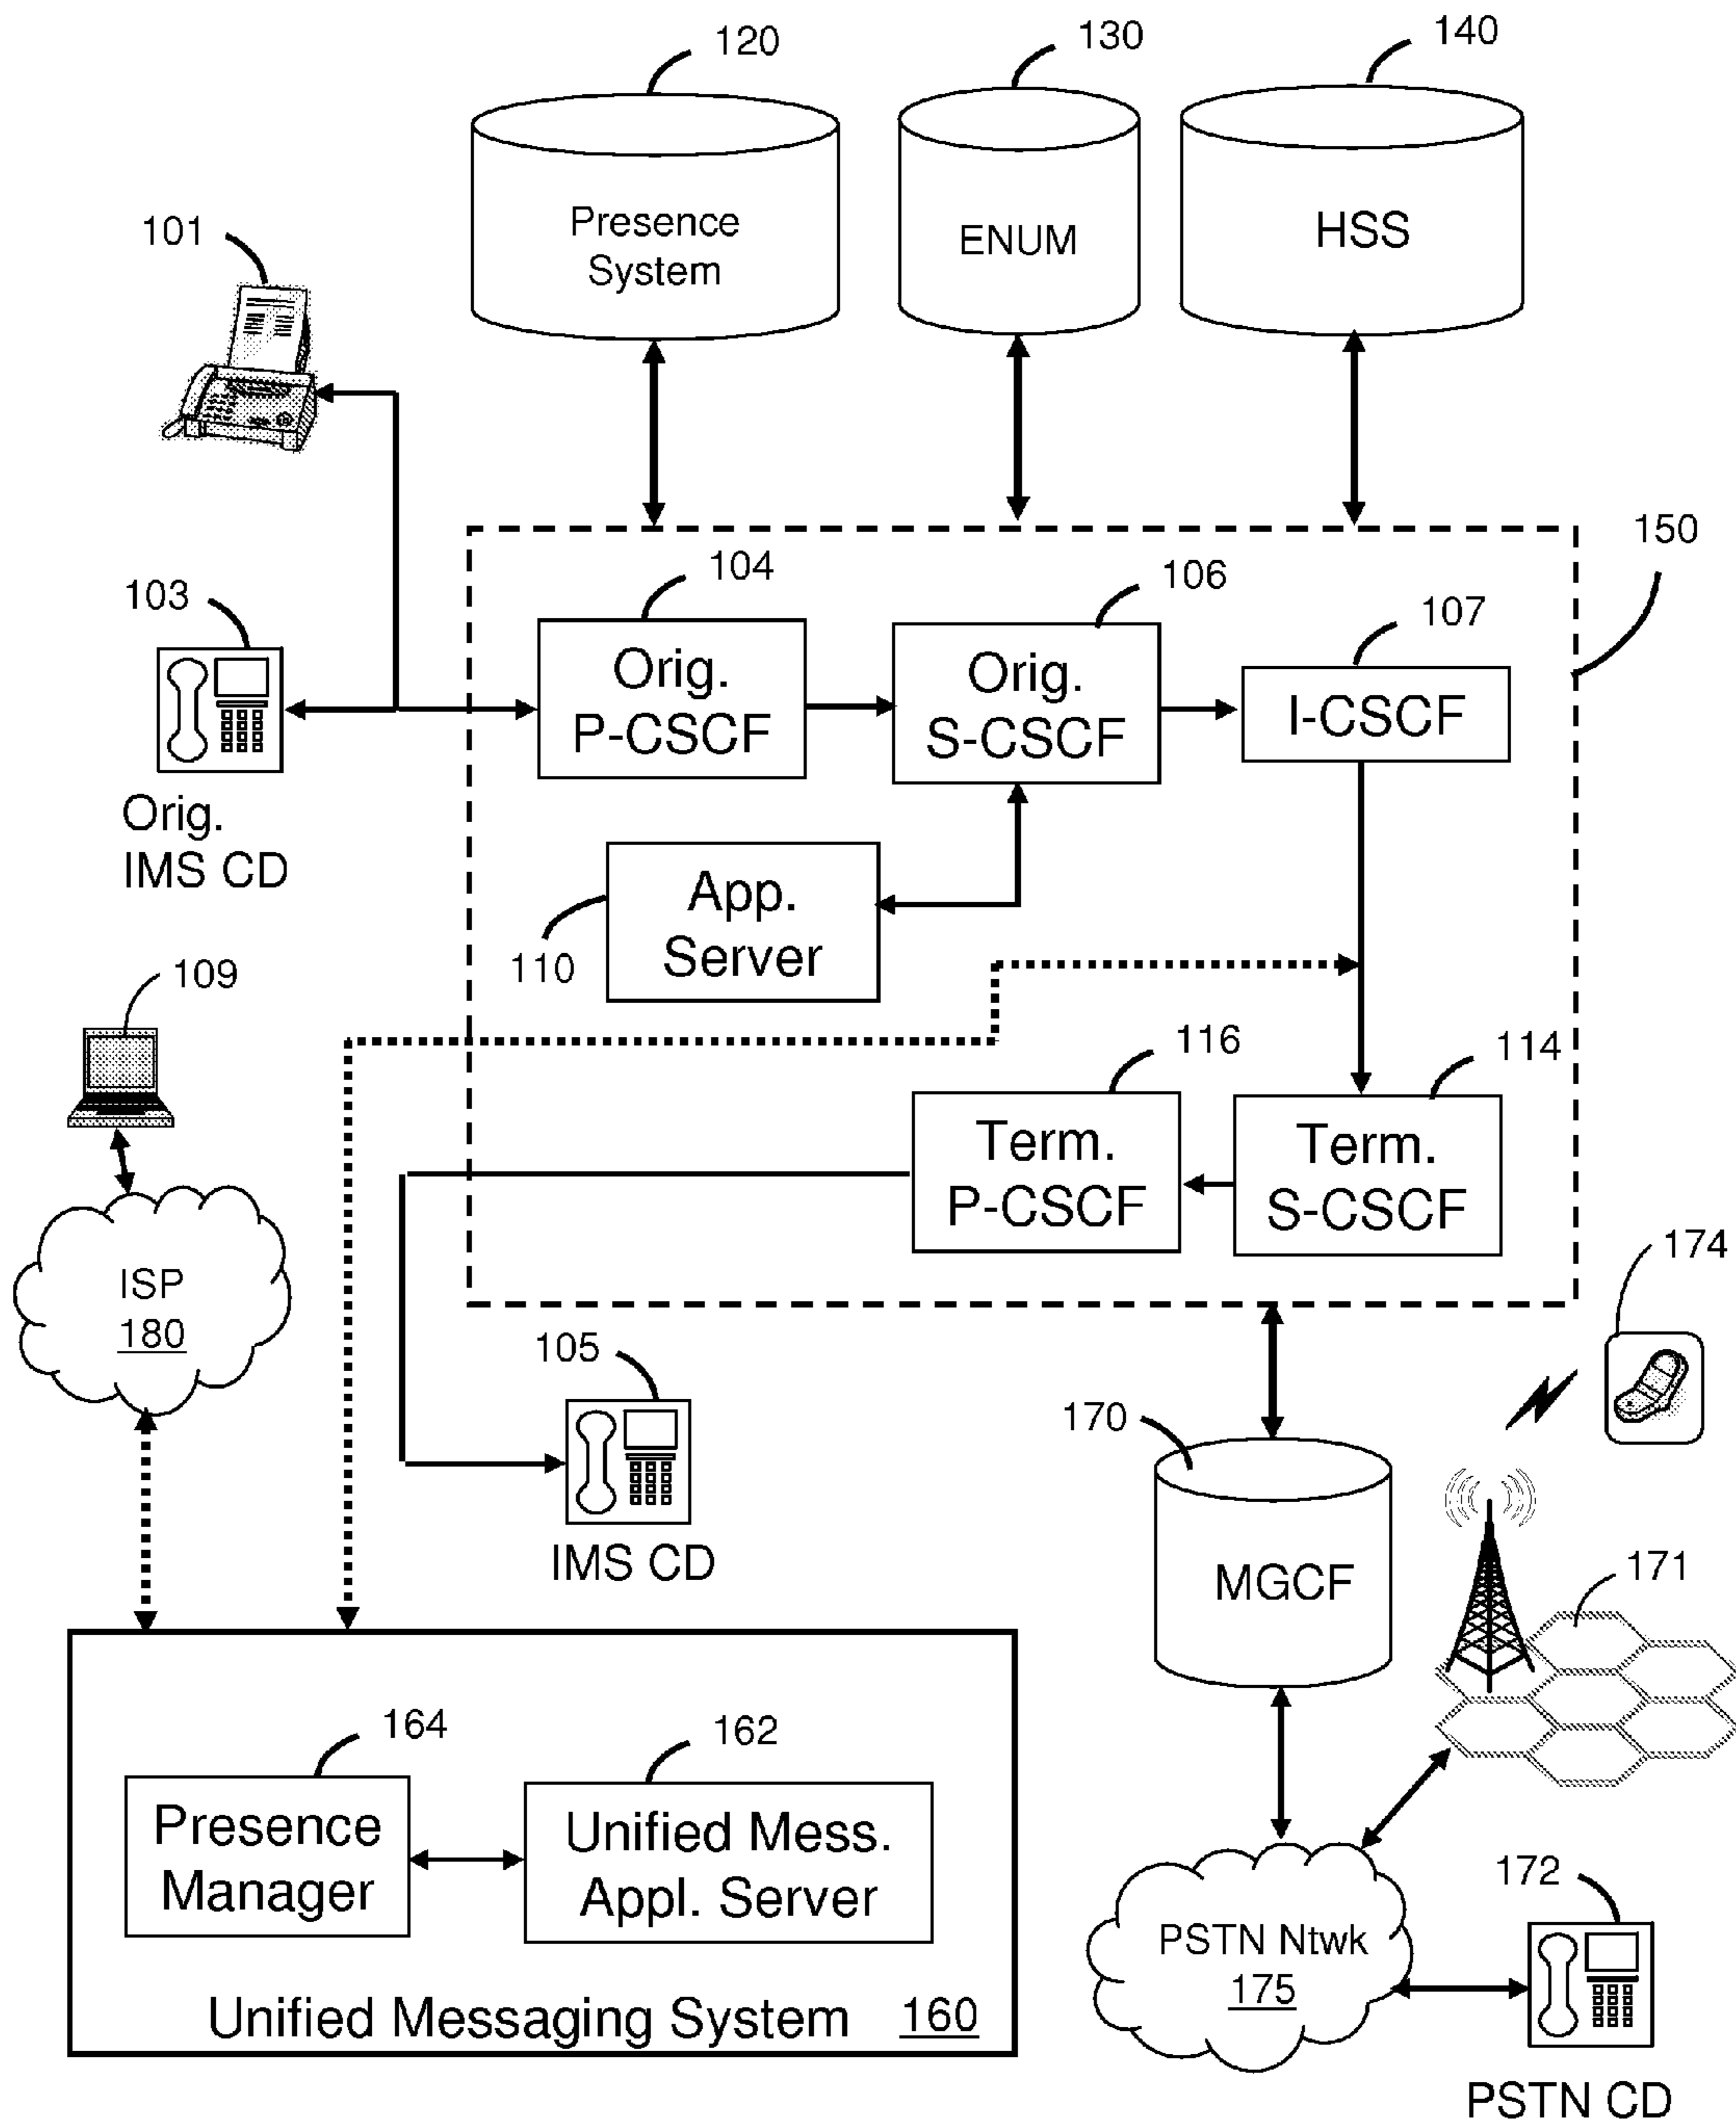 120
130
140
Presence
System
ENUM
HSS
101
150
104
106
107
103
Orig.
P-CSCF
Orig.
S-CSCF
I-CSCF
Orig.
IMS CD
App.
Server
110
109
116
114
Term.
P-CSCF
Term.
S-CSCF
174
ISP
180
105
170
IMS CD
MGCF
171
164
162
Presence
Manager
Unified Mess.
Appl. Server
172
PSTN Ntwk
175
Unified Messaging System 160
PSTN CD